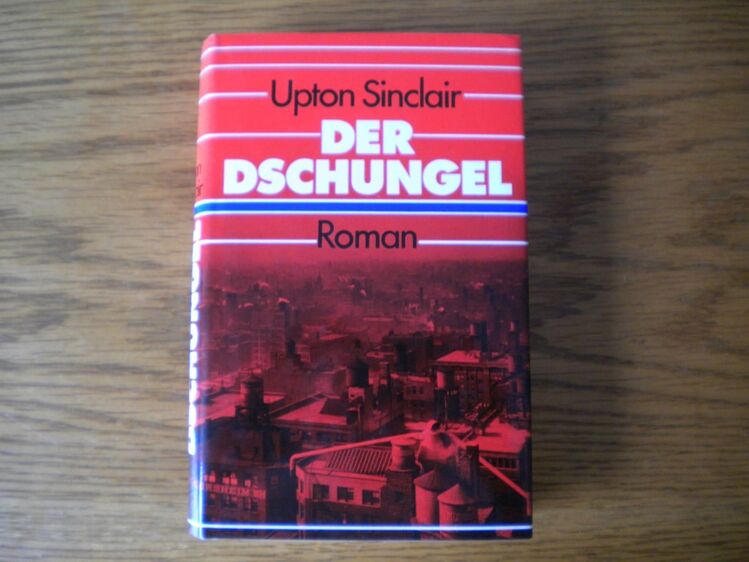 Upton Sinclair
DER
DSCHUNGEL
Roman